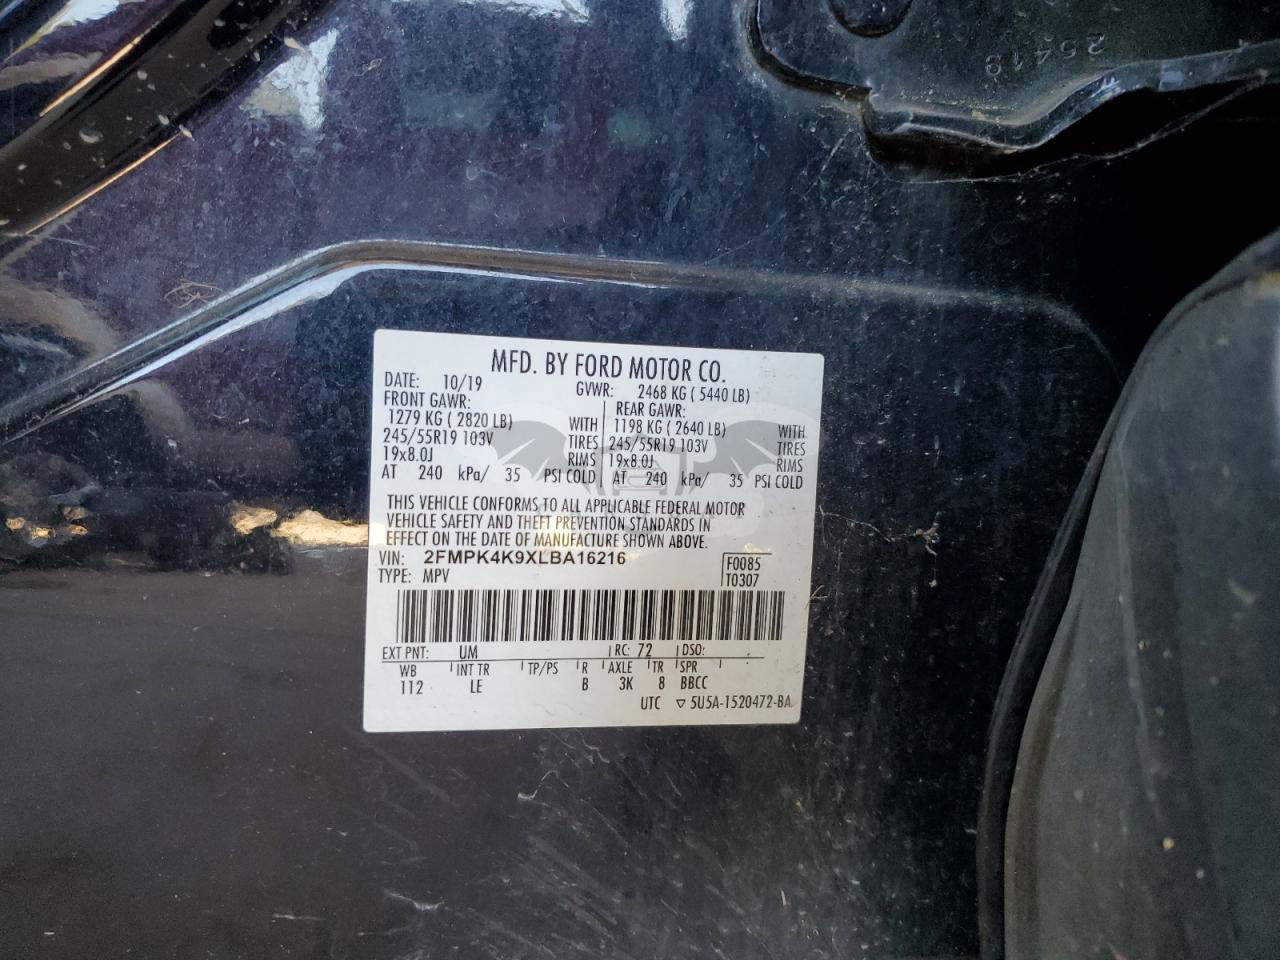 25419
MFD. BY FORD MOTOR CO.
DATE: 10/19 GVWR: 2468 KG ( 5440 LB)
FRONT GAWR: REAR GAWR:
1279 KG ( 2820 LB) WITH 1198 KG ( 2640 LB) WITH
245/55R19 103V TIRES 245/55R19 103V TIRES
19x8.0J RIMS 19x8.0J RIMS
AT 240 kPa/ 35 PSI COLD AT 240 kPa/ 35 PSI COLD
THIS VEHICLE CONFORMS TO ALL APPLICABLE FEDERAL MOTOR
VEHICLE SAFETY AND THEFT PREVENTION STANDARDS IN
EFFECT ON THE DATE OF MANUFACTURE SHOWN ABOVE.
VIN: 2FMPK4K9XLBA16216 F0085
TYPE: MPV T0307
EXT PNT: UM RC: 72 DSO:
WB INT TR TP/PS R AXLE TR SPR
112 LE B 3K 8 BBCC
UTC ▽ 5U5A-1520472-BA